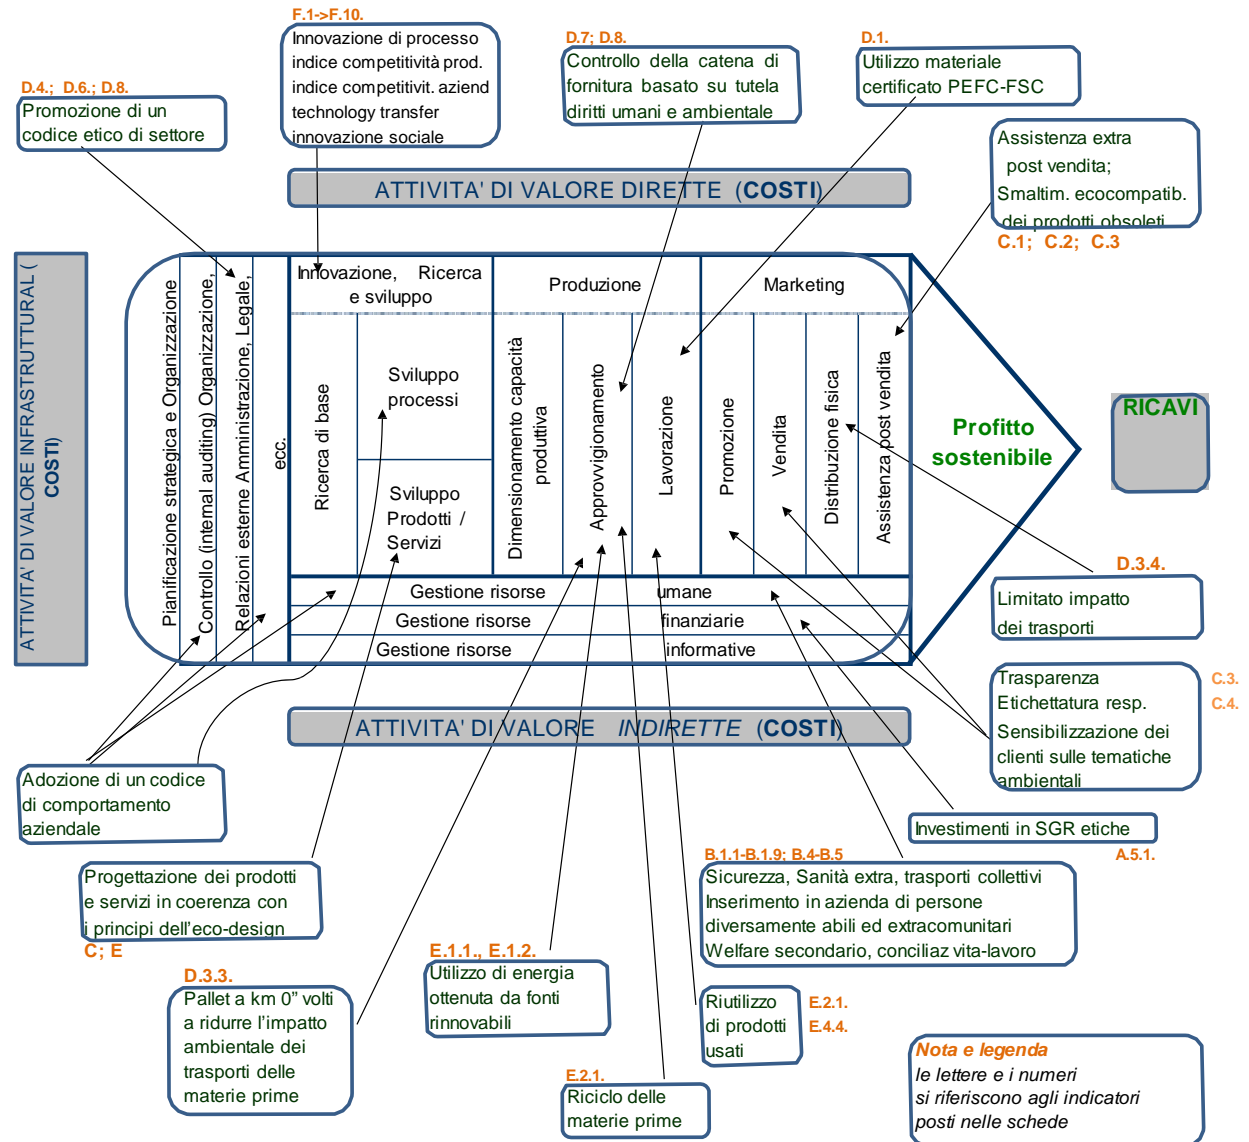 F.1->F.10.
Innovazione di processo
indice competitività prod.
indice competitivit. aziend
technology transfer
innovazione sociale
D.7; D.8.
Controllo della catena di
fornitura basato su tutela
diritti umani e ambientale
D.1.
Utilizzo materiale
certificato PEFC-FSC
D.4.; D.6.; D.8.
Promozione di un
codice etico di settore
Assistenza extra
post vendita;
Smaltim. ecocompatib.
dei prodotti obsoleti
C.1; C.2; C.3
ATTIVITA' DI VALORE DIRETTE (COSTI)
ATTIVITA' DI VALORE INFRASTRUTTURAL (
COSTI)
Pianificazione strategica e Organizzazione
Controllo (internal auditing) Organizzazione,
Relazioni esterne Amministrazione, Legale,
ecc.
Innovazione, Ricerca
e sviluppo
Produzione
Marketing
Ricerca di base
Sviluppo
processi
Sviluppo
Prodotti /
Servizi
Dimensionamento capacità
produttiva
Approvvigionamento
Lavorazione
Promozione
Vendita
Distribuzione fisica
Assistenza post vendita
Profitto
sostenibile
RICAVI
Gestione risorse umane
Gestione risorse finanziarie
Gestione risorse informative
D.3.4.
Limitato impatto
dei trasporti
ATTIVITA' DI VALORE INDIRETTE (COSTI)
Trasparenza
Etichettatura resp.
Sensibilizzazione dei
clienti sulle tematiche
ambientali
C.3.
C.4.
Adozione di un codice
di comportamento
aziendale
Investimenti in SGR etiche
A.5.1.
B.1.1-B.1.9; B.4-B.5
Sicurezza, Sanità extra, trasporti collettivi
Inserimento in azienda di persone
diversamente abili ed extracomunitari
Welfare secondario, conciliaz vita-lavoro
Progettazione dei prodotti
e servizi in coerenza con
i principi dell'eco-design
C; E
D.3.3.
Pallet a km 0" volti
a ridurre l'impatto
ambientale dei
trasporti delle
materie prime
E.1.1., E.1.2.
Utilizzo di energia
ottenuta da fonti
rinnovabili
Riutilizzo
di prodotti
usati
E.2.1.
E.4.4.
E.2.1.
Riciclo delle
materie prime
Nota e legenda
le lettere e i numeri
si riferiscono agli indicatori
posti nelle schede